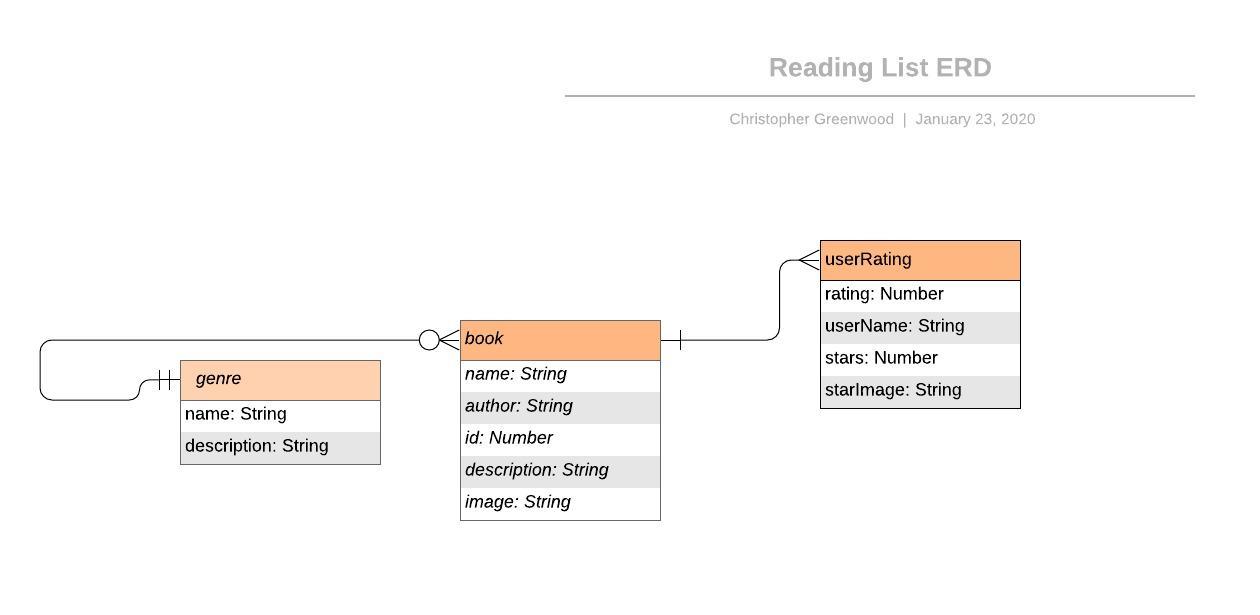 Reading List ERD
Christopher Greenwood | January 23, 2020
genre
name: String
description: String
book
name: String
author: String
id: Number
description: String
image: String
userRating
rating: Number
userName: String
stars: Number
starImage: String